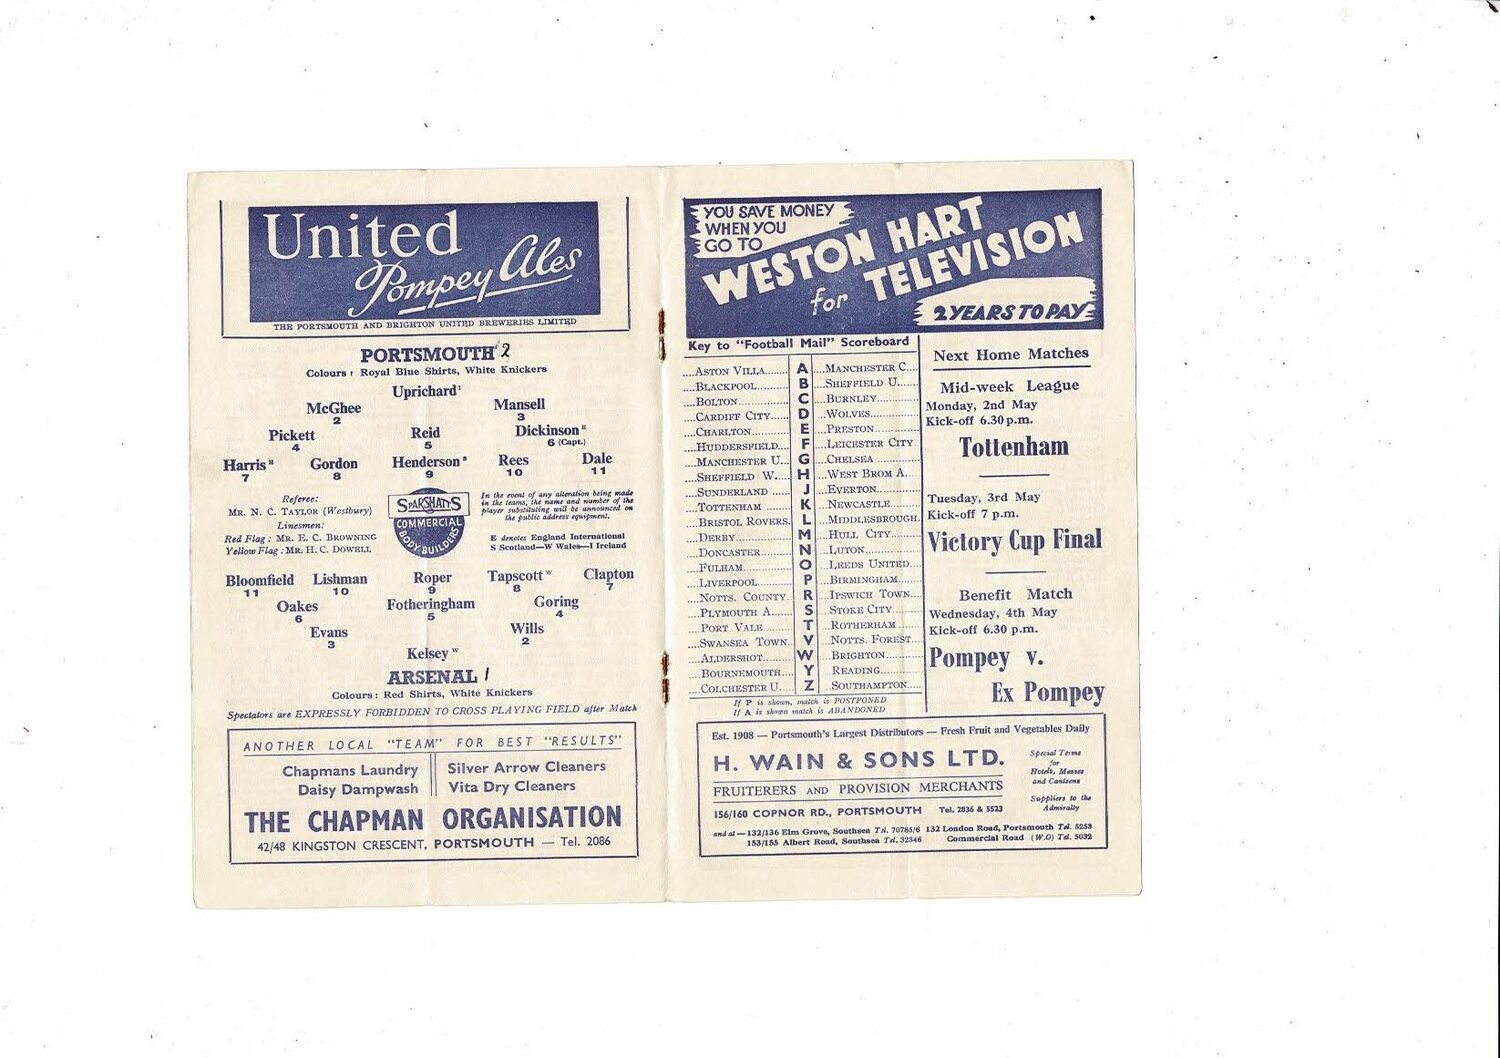 United
Pompey Ales
THE PORTSMOUTH AND BRIGHTON UNITED BREWERIES LIMITED
PORTSMOUTH 2
Colours : Royal Blue Shirts, White Knickers
Uprichard I
McGhee Mansell
2 3
Pickett Reid Dickinson E
4 5 6 (Capt.)
Harris E Gordon Henderson S Rees Dale
7 8 9 10 11
Referee:
MR. N. C. TAYLOR (Westbury)
Linesmen:
Red Flag : MR. E. C. BROWNING
Yellow Flag : MR. H. C. DOWELL
SPARSHATTS
COMMERCIAL
BODY BUILDERS
In the event of any alteration being made
in the teams, the name and number of the
player substituting will be announced on
the public address equipment.
E denotes England International
S Scotland—W Wales—I Ireland
Bloomfield Lishman Roper Tapscott W Clapton
11 10 9 8 7
Oakes Fotheringham Goring
6 5 4
Evans Wills
3 2
Kelsey W
ARSENAL 1
Colours : Red Shirts, White Knickers
Spectators are EXPRESSLY FORBIDDEN TO CROSS PLAYING FIELD after Match
ANOTHER LOCAL "TEAM" FOR BEST "RESULTS"
Chapmans Laundry Silver Arrow Cleaners
Daisy Dampwash Vita Dry Cleaners
THE CHAPMAN ORGANISATION
42/48 KINGSTON CRESCENT, PORTSMOUTH — Tel. 2086
YOU SAVE MONEY
WHEN YOU
GO TO
WESTON HART
for TELEVISION
2 YEARS TO PAY
Key to "Football Mail" Scoreboard
....ASTON VILLA....... A ...MANCHESTER C...
....BLACKPOOL......... B ...SHEFFIELD U.....
....BOLTON............ C ...BURNLEY.........
....CARDIFF CITY...... D ...WOLVES..........
....CHARLTON.......... E ...PRESTON.........
....HUDDERSFIELD.... F ...LEICESTER CITY
....MANCHESTER U... G ...CHELSEA .........
....SHEFFIELD W..... H ...WEST BROM A.
....SUNDERLAND ..... J ...EVERTON.........
....TOTTENHAM ...... K ...NEWCASTLE.......
....BRISTOL ROVERS. L ...MIDDLESBROUGH.
....DERBY............. M ...HULL CITY.......
....DONCASTER......... N ...LUTON...........
....FULHAM............ O ...LEEDS UNITED....
....LIVERPOOL......... P ...BIRMINGHAM......
....NOTTS. COUNTY. R ...IPSWICH TOWN...
....PLYMOUTH A...... S ...STOKE CITY......
....PORT VALE....... T ...ROTHERHAM ......
....SWANSEA TOWN. V ...NOTTS. FOREST...
....ALDERSHOT........ W ...BRIGHTON........
....BOURNEMOUTH.... Y ...READING.........
....COLCHESTER U.... Z ...SOUTHAMPTON.....
If P is shown, match is POSTPONED
If A is shown match is ABANDONED
Next Home Matches
Mid-week League
Monday, 2nd May
Kick-off 6.30 p.m.
Tottenham
Tuesday, 3rd May
Kick-off 7 p.m.
Victory Cup Final
Benefit Match
Wednesday, 4th May
Kick-off 6.30 p.m.
Pompey v.
Ex Pompey
Est. 1908 — Portsmouth's Largest Distributors — Fresh Fruit and Vegetables Daily
H. WAIN & SONS LTD.
FRUITERERS AND PROVISION MERCHANTS
156/160 COPNOR RD., PORTSMOUTH Tel. 2836 & 5523
Special Terms
for
Hotels, Messes
and Canteens
Suppliers to the
Admiralty
and at — 132/136 Elm Grove, Southsea Tel. 70785/6 132 London Road, Portsmouth Tel. 5253
153/155 Albert Road, Southsea Tel. 32346 Commercial Road (W.O) Tel. 5032